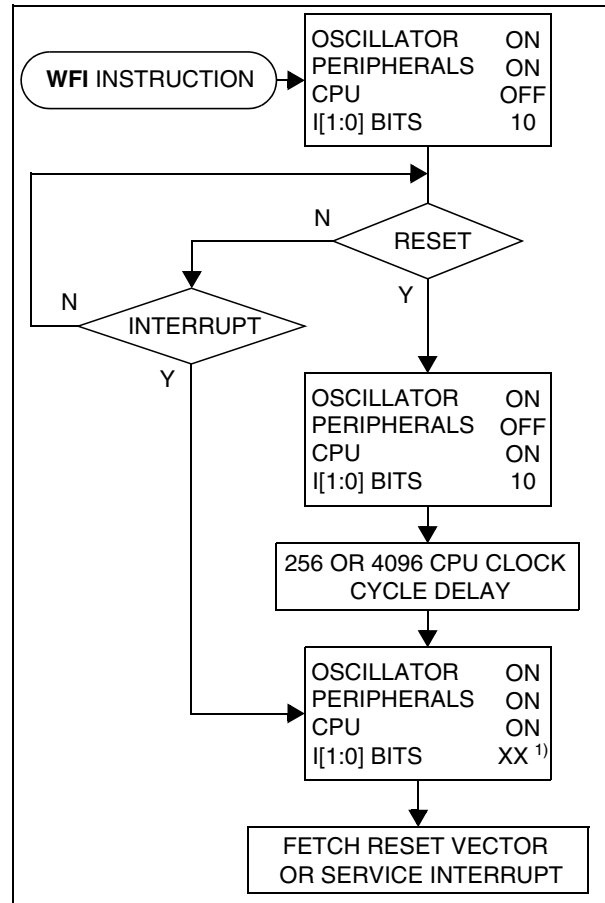 WFI INSTRUCTION
OSCILLATOR ON
PERIPHERALS ON
CPU OFF
I[1:0] BITS 10
N
RESET
N
INTERRUPT
Y
Y
OSCILLATOR ON
PERIPHERALS OFF
CPU ON
I[1:0] BITS 10
256 OR 4096 CPU CLOCK
CYCLE DELAY
OSCILLATOR ON
PERIPHERALS ON
CPU ON
I[1:0] BITS XX 1)
FETCH RESET VECTOR
OR SERVICE INTERRUPT